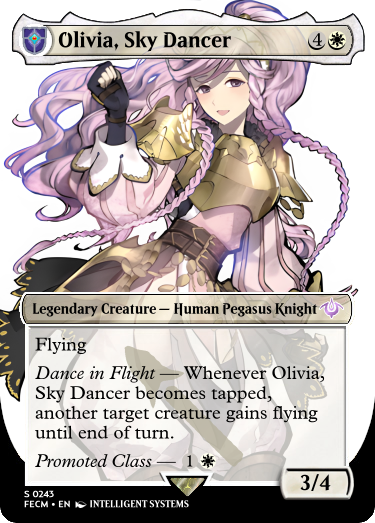 Olivia, Sky Dancer 4
Legendary Creature — Human Pegasus Knight
Flying
Dance in Flight — Whenever Olivia,
Sky Dancer becomes tapped,
another target creature gains flying
until end of turn.
Promoted Class — 1
3/4
S 0243
FECM • EN INTELLIGENT SYSTEMS